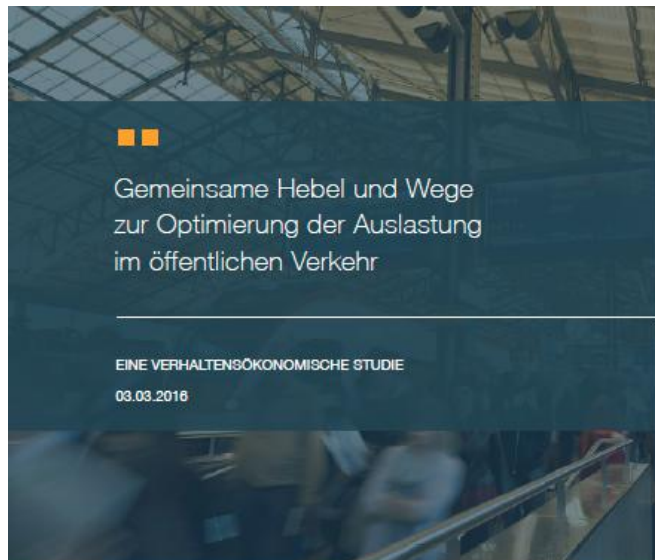 Gemeinsame Hebel und Wege
zur Optimierung der Auslastung
im öffentlichen Verkehr
EINE VERHALTENSÖKONOMISCHE STUDIE
03.03.2016